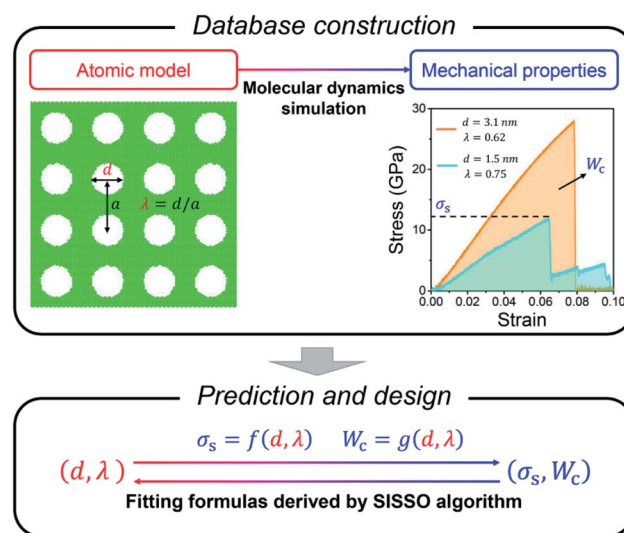 Database construction
Atomic model
Molecular dynamics
simulation
Mechanical properties
d
a
λ = d/a
30
20
10
0
Stress (GPa)
d = 3.1 nm
λ = 0.62
d = 1.5 nm
λ = 0.75
W_c
σ_s
0.00 0.02 0.04 0.06 0.08 0.10
Strain
Prediction and design
σ_s = f(d, λ) W_c = g(d, λ)
(d, λ) (σ_s, W_c)
Fitting formulas derived by SISSO algorithm